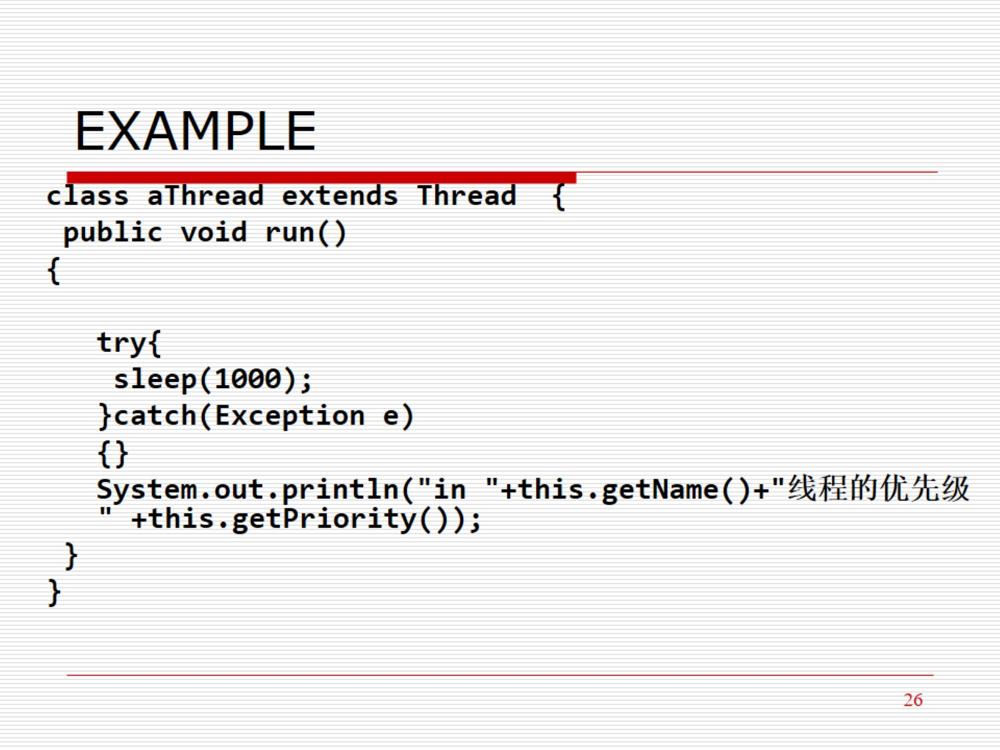 EXAMPLE
class aThread extends Thread  {
 public void run()
{
   try{
    sleep(1000);
   }catch(Exception e)
   {}
   System.out.println("in "+this.getName()+"线程的优先级
   " +this.getPriority());
 }
}
26